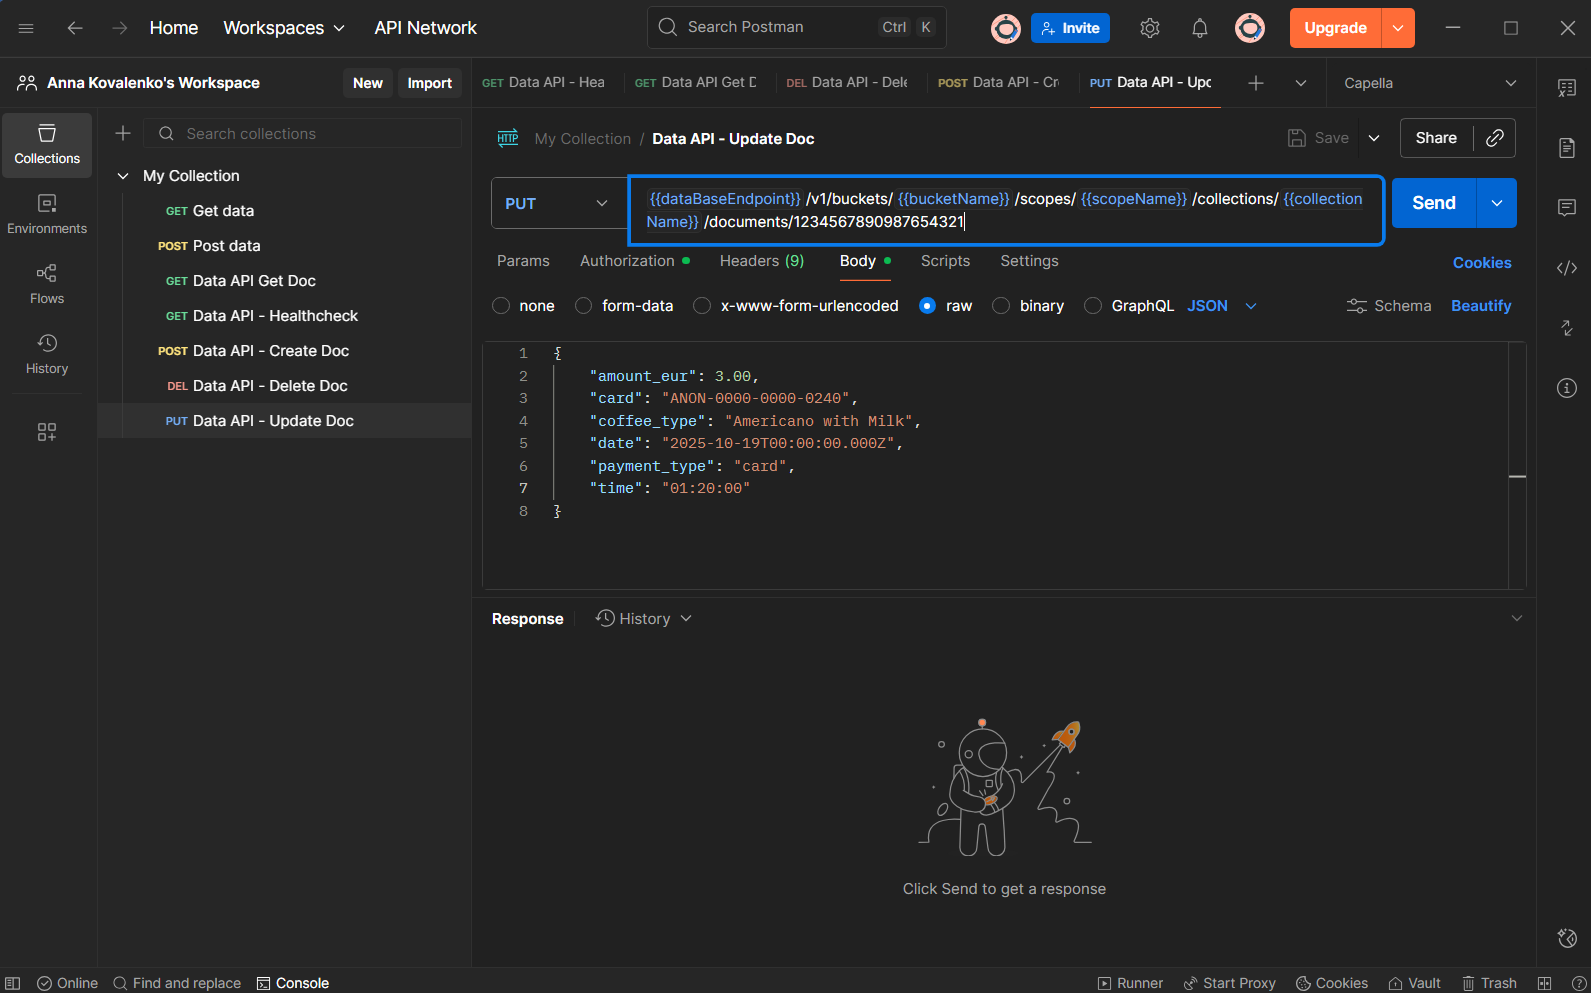 Home Workspaces API Network Search Postman Ctrl K Invite Upgrade
Anna Kovalenko's Workspace New Import
GET Data API - Hea GET Data API Get D DEL Data API - Dele POST Data API - Cr PUT Data API - Upd Capella
Collections
Environments
Flows
History
Search collections
My Collection
GET Get data
POST Post data
GET Data API Get Doc
GET Data API - Healthcheck
POST Data API - Create Doc
DEL Data API - Delete Doc
PUT Data API - Update Doc
HTTP My Collection / Data API - Update Doc Save Share
PUT {{dataBaseEndpoint}} /v1/buckets/ {{bucketName}} /scopes/ {{scopeName}} /collections/ {{collection
Name}} /documents/1234567890987654321
Send
Params Authorization Headers (9) Body Scripts Settings Cookies
none form-data x-www-form-urlencoded raw binary GraphQL JSON Schema Beautify
1 {
2 "amount_eur": 3.00,
3 "card": "ANON-0000-0000-0240",
4 "coffee_type": "Americano with Milk",
5 "date": "2025-10-19T00:00:00.000Z",
6 "payment_type": "card",
7 "time": "01:20:00"
8 }
Response History
Click Send to get a response
Online Find and replace Console Runner Start Proxy Cookies Vault Trash